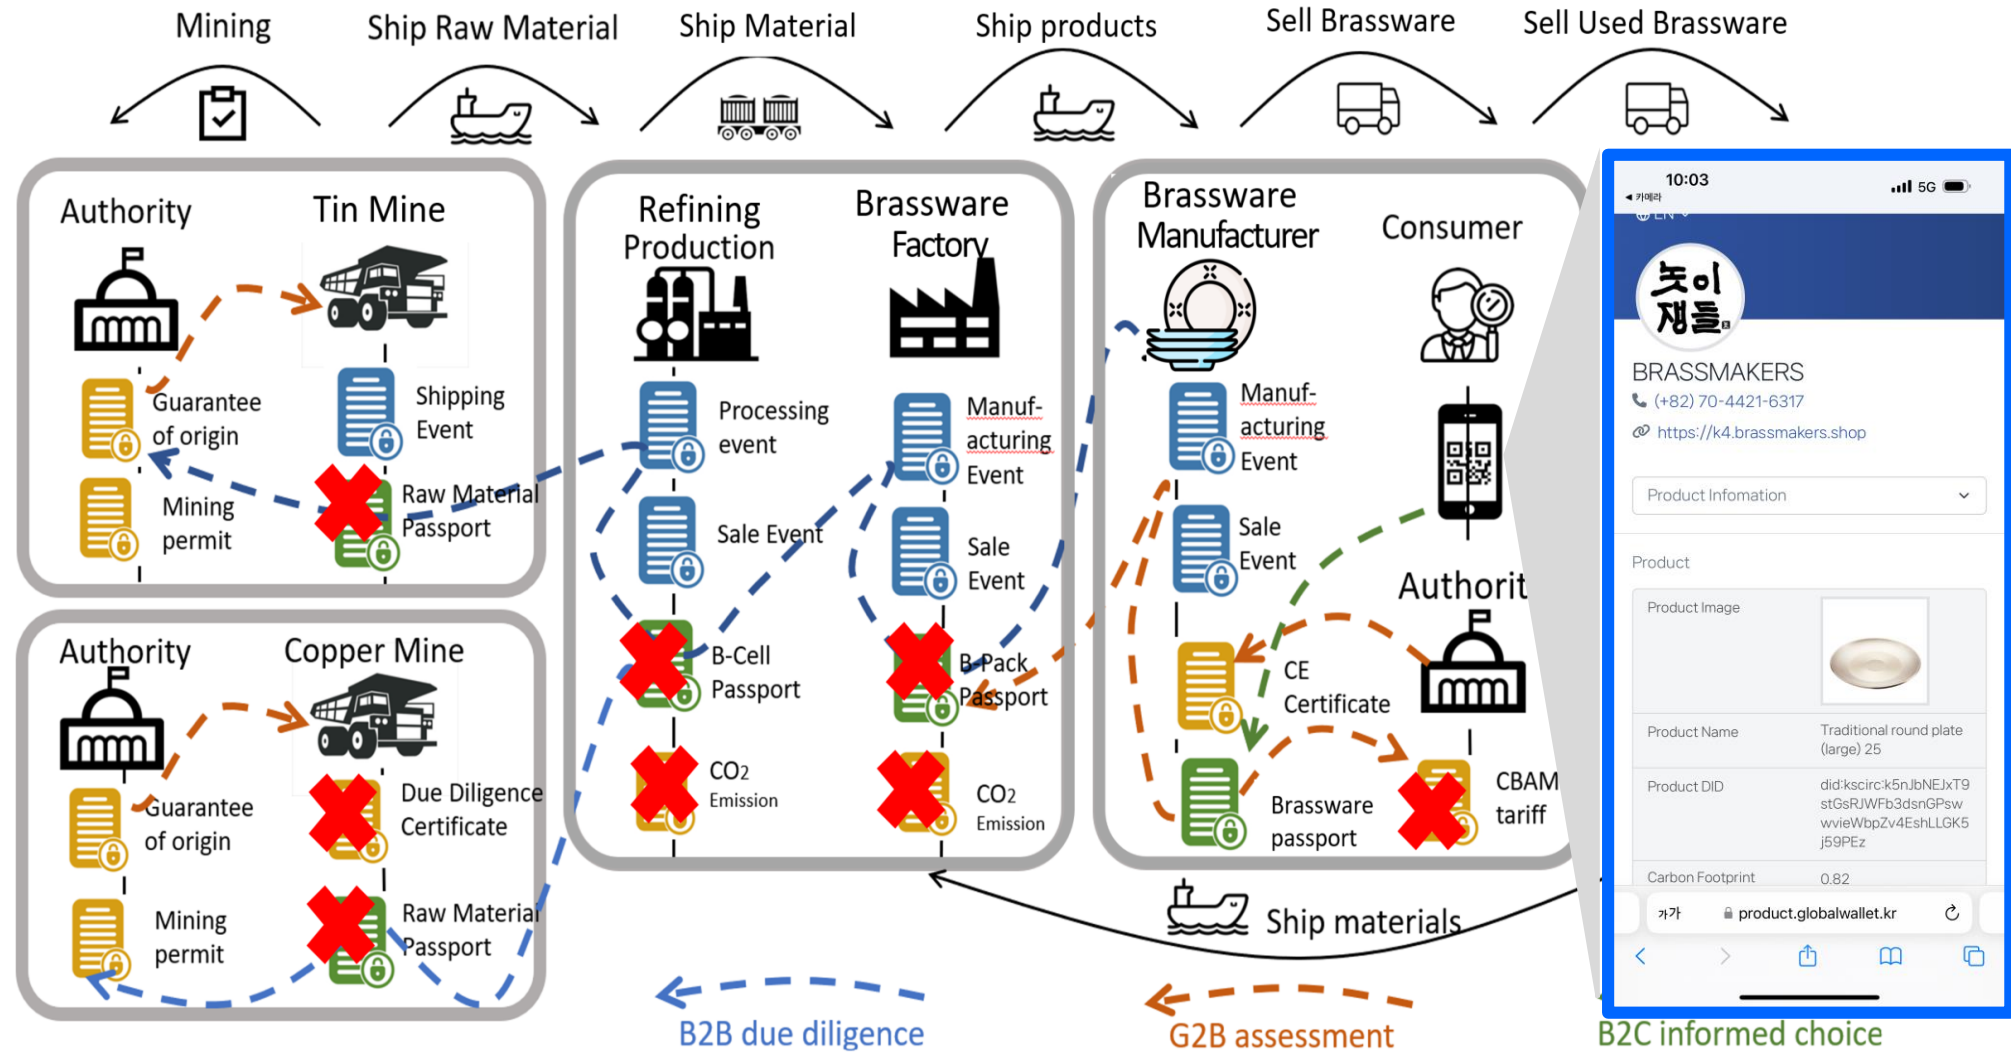 Mining
Ship Raw Material
Ship Material
Ship products
Sell Brassware
Sell Used Brassware
Authority
Tin Mine
Guarantee
of origin
Mining
permit
Shipping
Event
Raw Material
Passport
Authority
Copper Mine
Guarantee
of origin
Mining
permit
Due Diligence
Certificate
Raw Material
Passport
Refining
Production
Processing
event
Sale Event
B-Cell
Passport
CO2
Emission
Brassware
Factory
Manuf-
acturing
Event
Sale
Event
B-Pack
Passport
CO2
Emission
Brassware
Manufacturer
Manuf-
acturing
Event
Sale
Event
CE
Certificate
Brassware
passport
Consumer
Authorit
CBAM
tariff
Ship materials
B2B due diligence
G2B assessment
B2C informed choice
10:03
5G
◀ 카메라
EN
놋이
쟁들
BRASSMAKERS
(+82) 70-4421-6317
https://k4.brassmakers.shop
Product Infomation
Product
Product Image
Product Name
Traditional round plate
(large) 25
Product DID
did:kscirc:k5nJbNEJxT9
stGsRJWFb3dsnGPsw
wvieWbpZv4EshLLGK5
j59PEz
Carbon Footprint
0.82
가가
product.globalwallet.kr